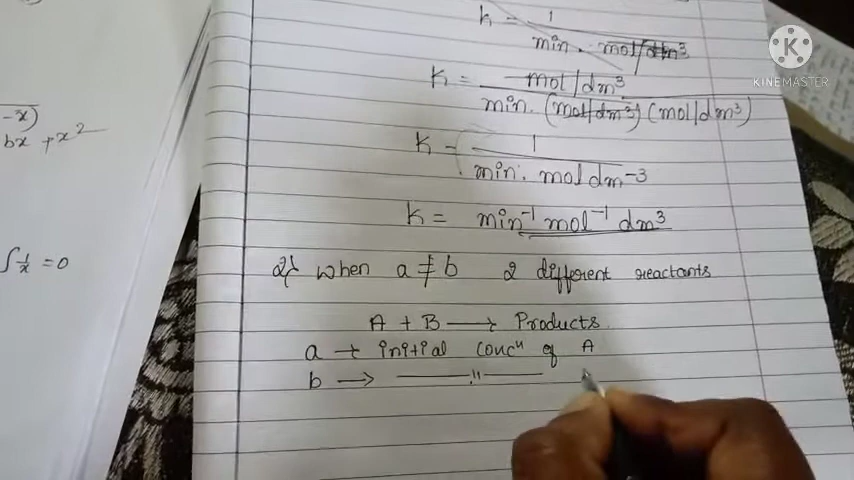 K = 1
min . mol/dm³
K = mol/dm³
min. (mol/dm³) (mol/dm³)
K = 1
min. mol dm-3
K = min-1 mol-1 dm3
2} when a ≠ b 2 different reactants
A + B → Products.
a → initial concn of A
b → ——"——
-x)
bx + x2
∫1/x = 0
K
KINEMASTER